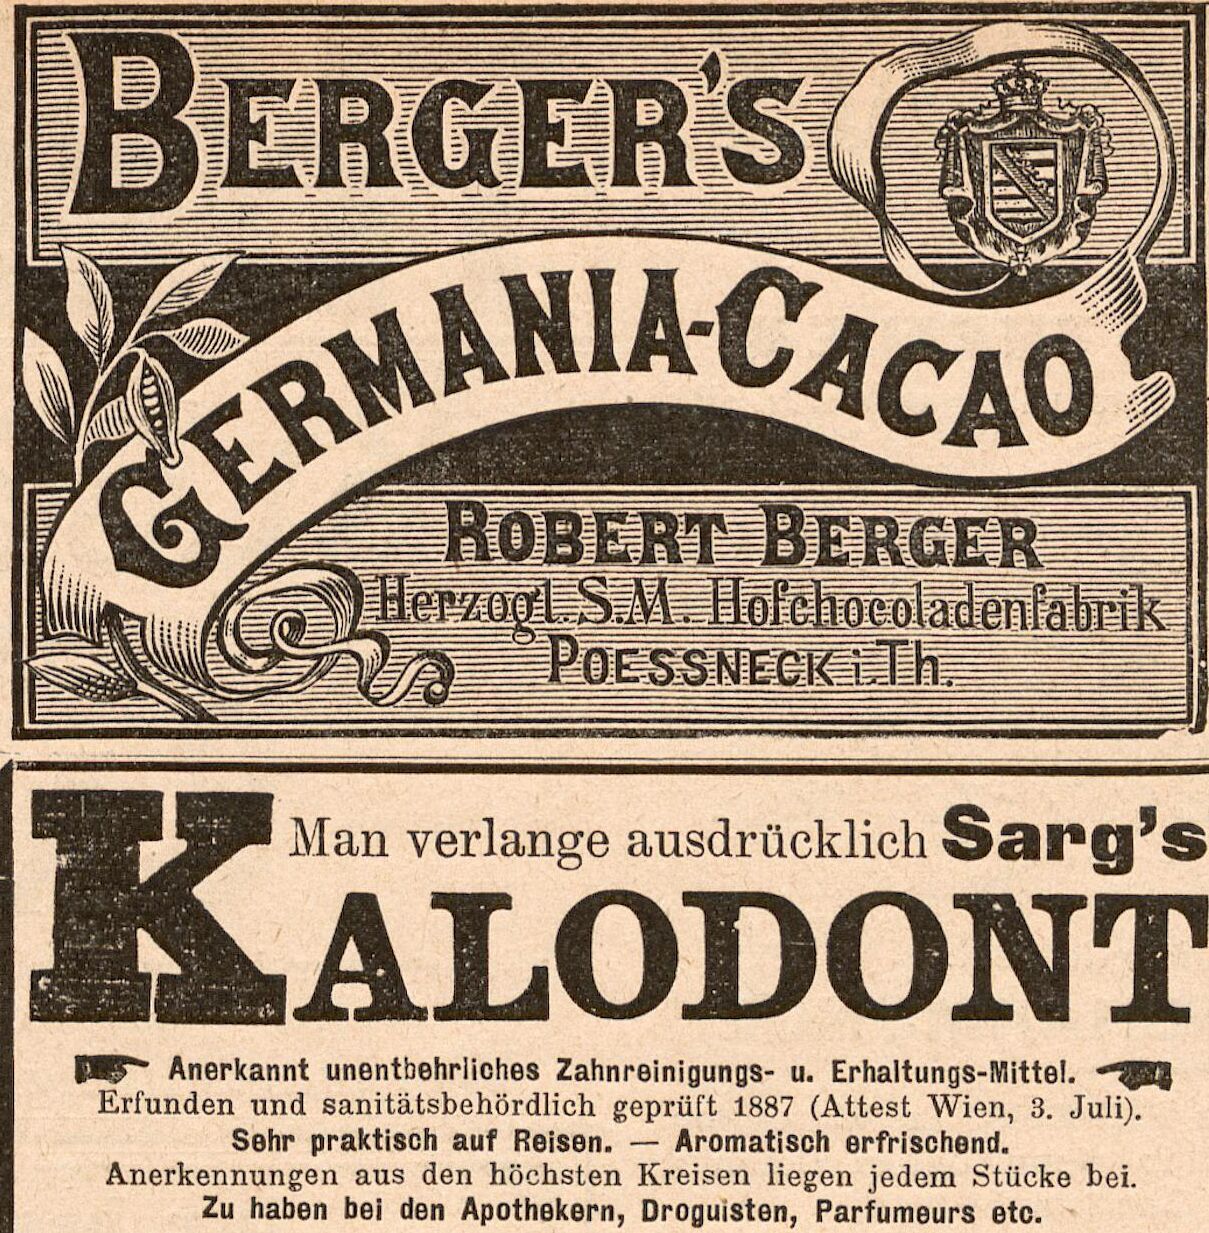 BERGER'S
GERMANIA-CACAO
ROBERT BERGER
Herzogl. S.M. Hofchocoladenfabrik
POESSNECK i. Th.
Man verlange ausdrücklich Sarg's
KALODONT
Anerkannt unentbehrliches Zahnreinigungs- u. Erhaltungs-Mittel.
Erfunden und sanitätsbehördlich geprüft 1887 (Attest Wien, 3. Juli).
Sehr praktisch auf Reisen. — Aromatisch erfrischend.
Anerkennungen aus den höchsten Kreisen liegen jedem Stücke bei.
Zu haben bei den Apothekern, Droguisten, Parfumeurs etc.